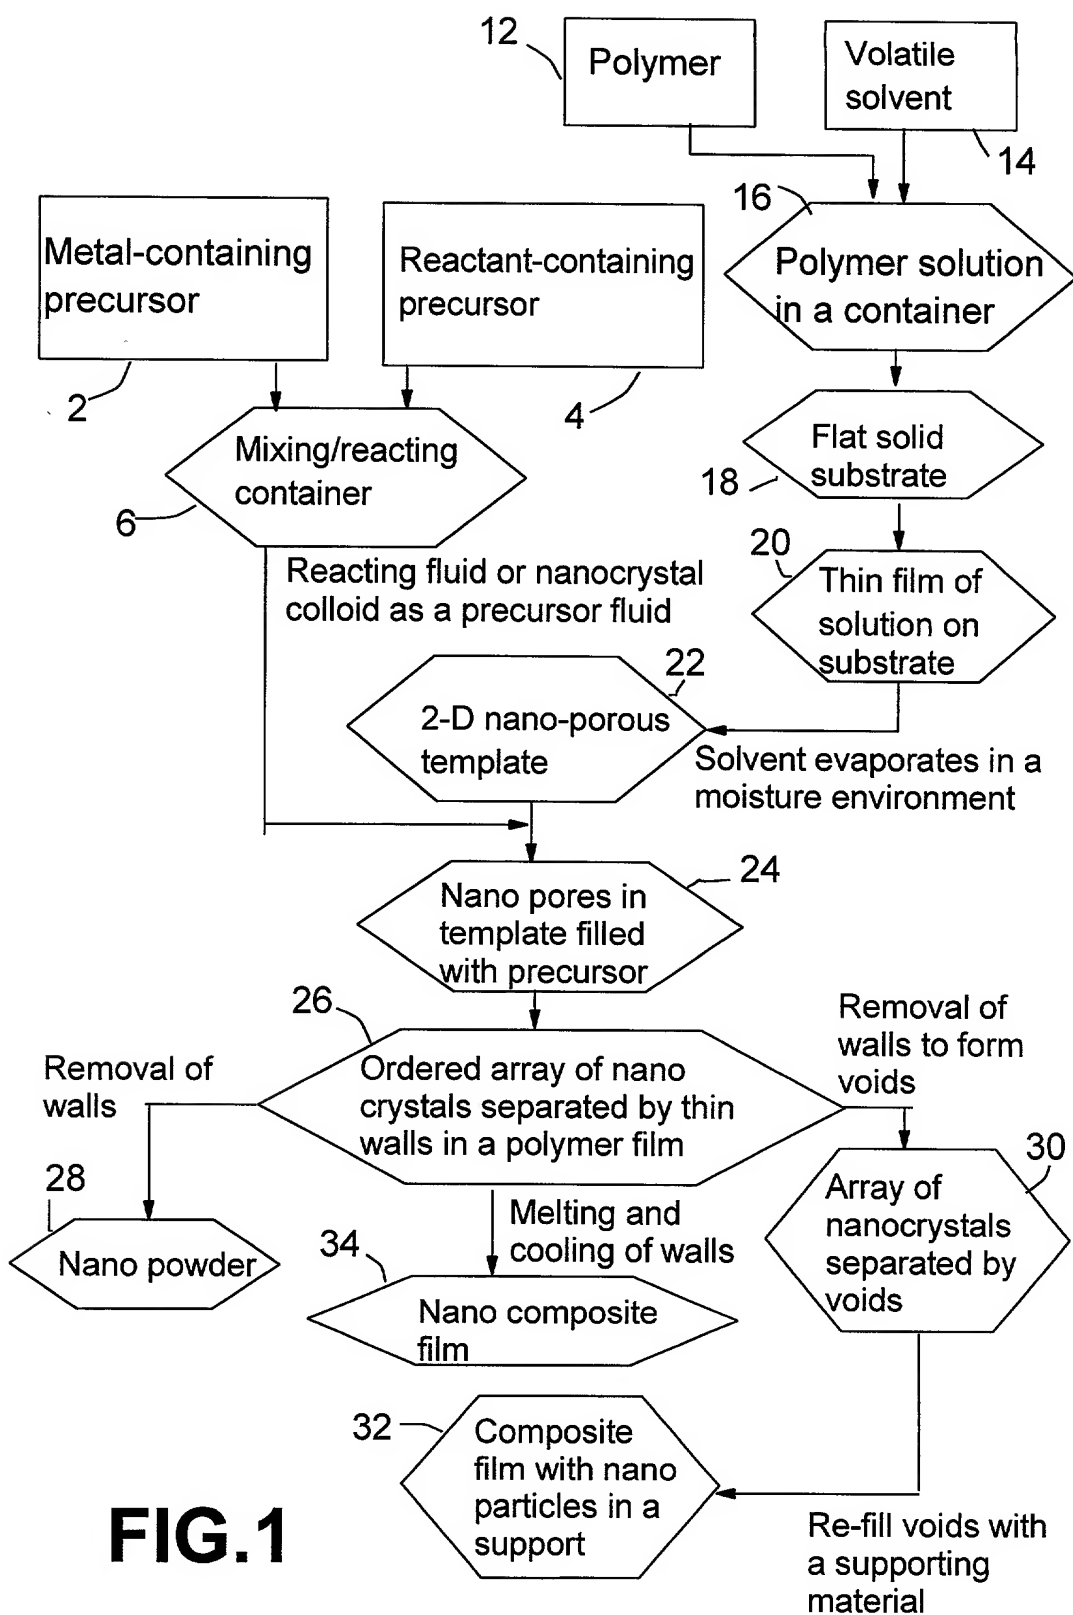 12
Polymer
Volatile
solvent
14
16
Polymer solution
in a container
Metal-containing
precursor
2
Reactant-containing
precursor
4
Mixing/reacting
container
6
Flat solid
substrate
18
20
Thin film of
solution on
substrate
Reacting fluid or nanocrystal
colloid as a precursor fluid
22
2-D nano-porous
template
Solvent evaporates in a
moisture environment
24
Nano pores in
template filled
with precursor
26
Ordered array of nano
crystals separated by thin
walls in a polymer film
Removal of
walls
Removal of
walls to form
voids
28
Nano powder
30
Array of
nanocrystals
separated by
voids
Melting and
cooling of walls
34
Nano composite
film
32
Composite
film with nano
particles in a
support
Re-fill voids with
a supporting
material
FIG.1